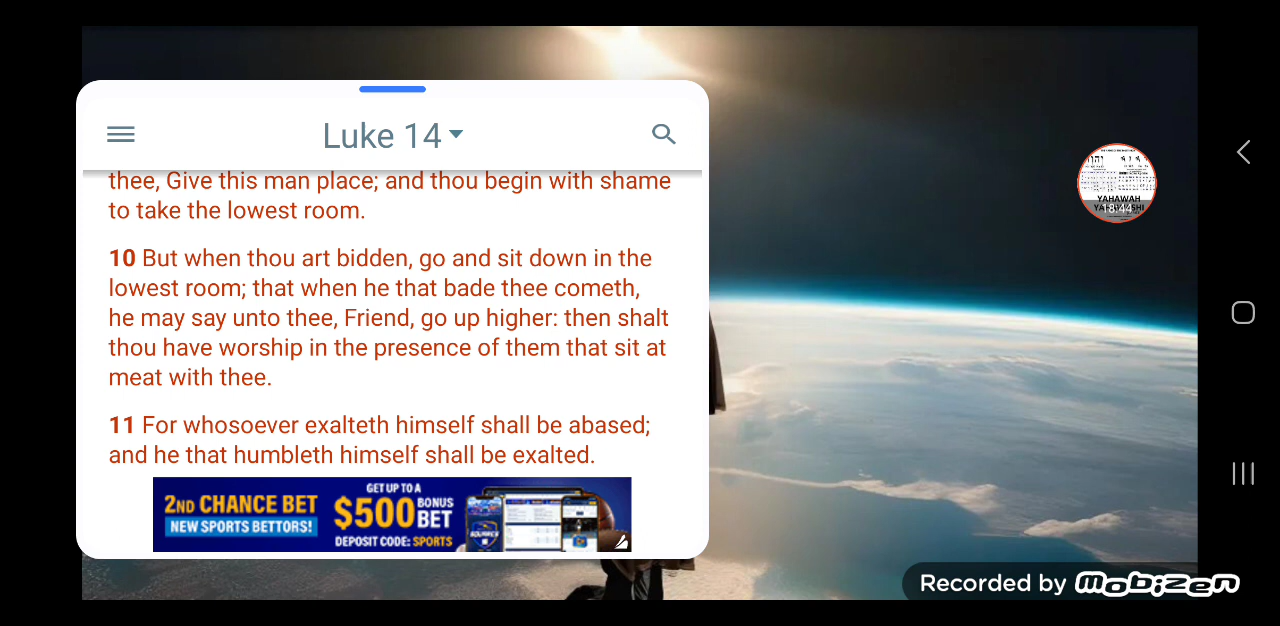 Luke 14
thee, Give this man place; and thou begin with shame
to take the lowest room.
10 But when thou art bidden, go and sit down in the
lowest room; that when he that bade thee cometh,
he may say unto thee, Friend, go up higher: then shalt
thou have worship in the presence of them that sit at
meat with thee.
11 For whosoever exalteth himself shall be abased;
and he that humbleth himself shall be exalted.
2ND CHANCE BET
NEW SPORTS BETTORS!
GET UP TO A
$500 BONUS BET
DEPOSIT CODE: SPORTS
YAHAWAH
18:44
Recorded by Mobizen